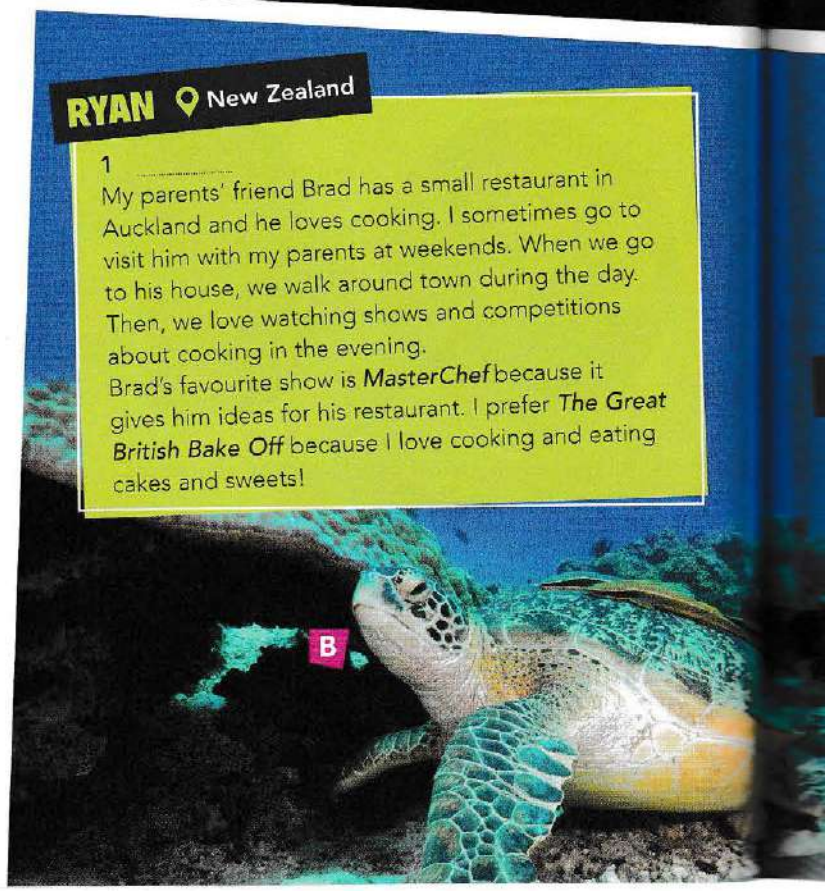 RYAN New Zealand
1 ....................
My parents' friend Brad has a small restaurant in
Auckland and he loves cooking. I sometimes go to
visit him with my parents at weekends. When we go
to his house, we walk around town during the day.
Then, we love watching shows and competitions
about cooking in the evening.
Brad's favourite show is MasterChef because it
gives him ideas for his restaurant. I prefer The Great
British Bake Off because I love cooking and eating
cakes and sweets!
B